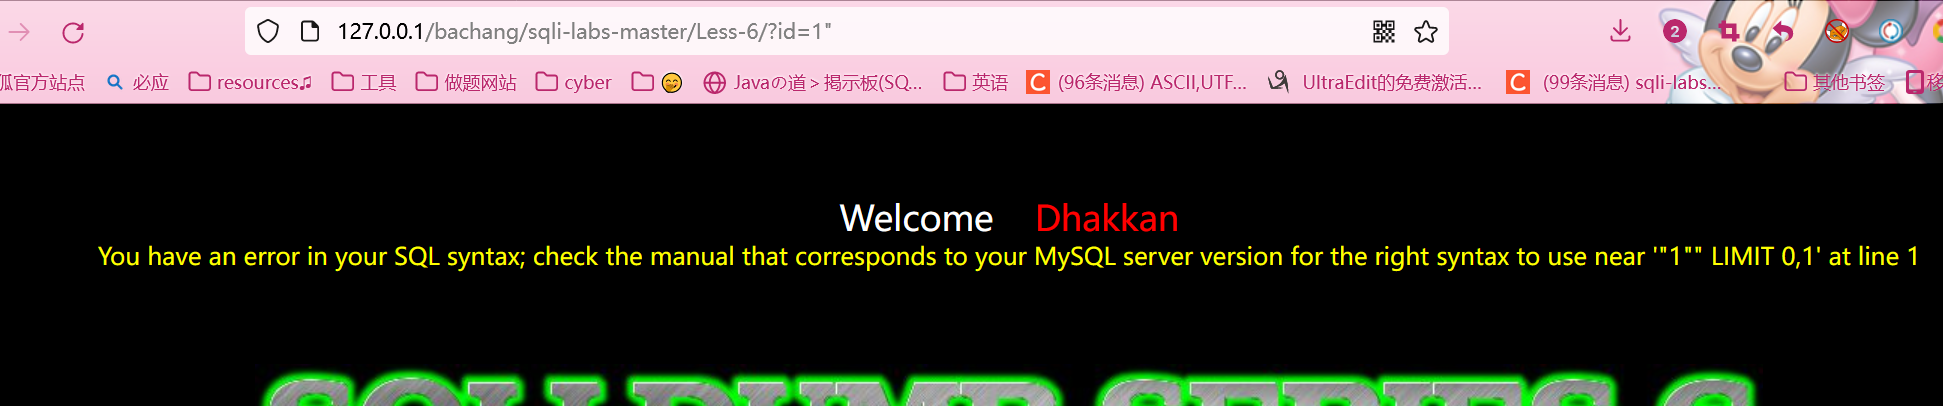 127.0.0.1/bachang/sqli-labs-master/Less-6/?id=1"
2
孤官方站点 必应 resources♫ 工具 做题网站 cyber 😄 Javaの道＞掲示板(SQ... 英语 C (96条消息) ASCII,UTF... UltraEdit的免费激活... C (99条消息) sqli-labs... 其他书签 移
Welcome Dhakkan
You have an error in your SQL syntax; check the manual that corresponds to your MySQL server version for the right syntax to use near '"1"" LIMIT 0,1' at line 1